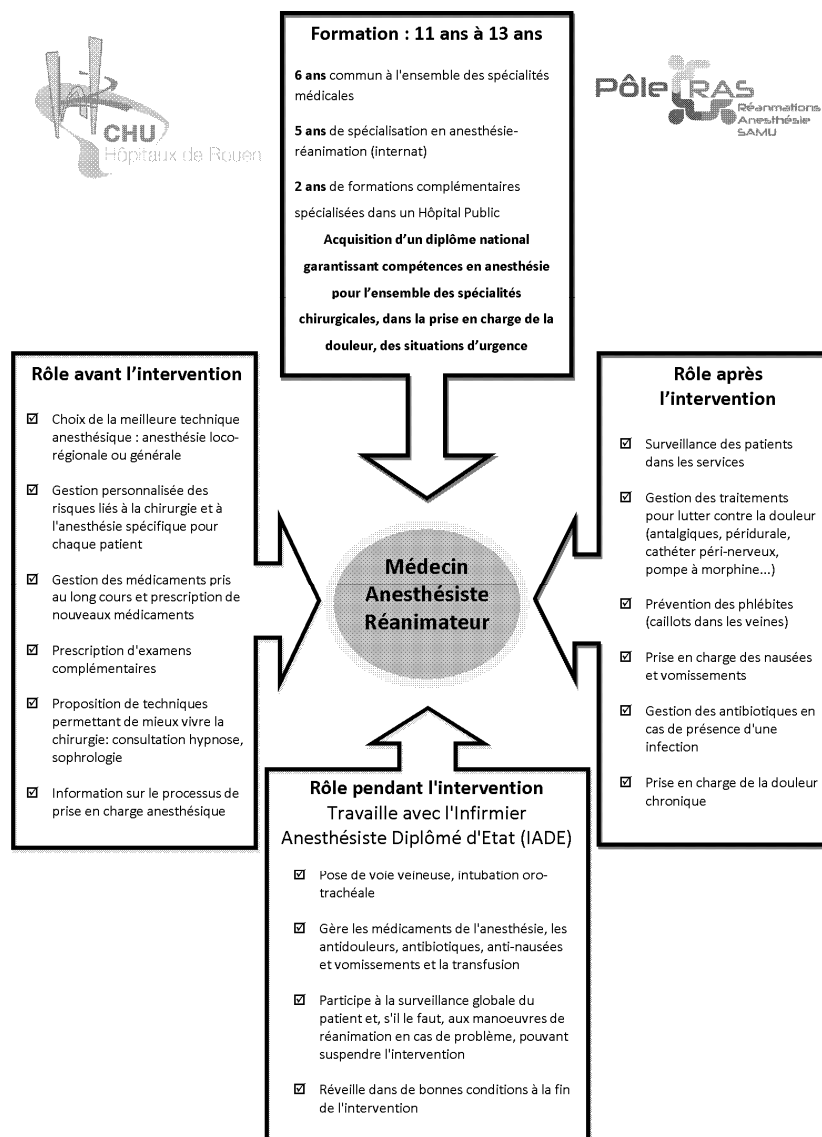 CHU
Hôpitaux de Rouen
Formation : 11 ans à 13 ans
6 ans commun à l'ensemble des spécialités
médicales
5 ans de spécialisation en anesthésie-
réanimation (internat)
2 ans de formations complémentaires
spécialisées dans un Hôpital Public
Acquisition d'un diplôme national
garantissant compétences en anesthésie
pour l'ensemble des spécialités
chirurgicales, dans la prise en charge de la
douleur, des situations d'urgence
Pôle RAS
Réanimations
Anesthésie
SAMU
Rôle avant l'intervention
Choix de la meilleure technique
anesthésique : anesthésie loco-
régionale ou générale
Gestion personnalisée des
risques liés à la chirurgie et à
l'anesthésie spécifique pour
chaque patient
Gestion des médicaments pris
au long cours et prescription de
nouveaux médicaments
Prescription d'examens
complémentaires
Proposition de techniques
permettant de mieux vivre la
chirurgie: consultation hypnose,
sophrologie
Information sur le processus de
prise en charge anesthésique
Médecin
Anesthésiste
Réanimateur
Rôle après
l'intervention
Surveillance des patients
dans les services
Gestion des traitements
pour lutter contre la douleur
(antalgiques, péridurale,
cathéter péri-nerveux,
pompe à morphine...)
Prévention des phlébites
(caillots dans les veines)
Prise en charge des nausées
et vomissements
Gestion des antibiotiques en
cas de présence d'une
infection
Prise en charge de la douleur
chronique
Rôle pendant l'intervention
Travaille avec l'Infirmier
Anesthésiste Diplômé d'Etat (IADE)
Pose de voie veineuse, intubation oro-
trachéale
Gère les médicaments de l'anesthésie, les
antidouleurs, antibiotiques, anti-nausées
et vomissements et la transfusion
Participe à la surveillance globale du
patient et, s'il le faut, aux manoeuvres de
réanimation en cas de problème, pouvant
suspendre l'intervention
Réveille dans de bonnes conditions à la fin
de l'intervention